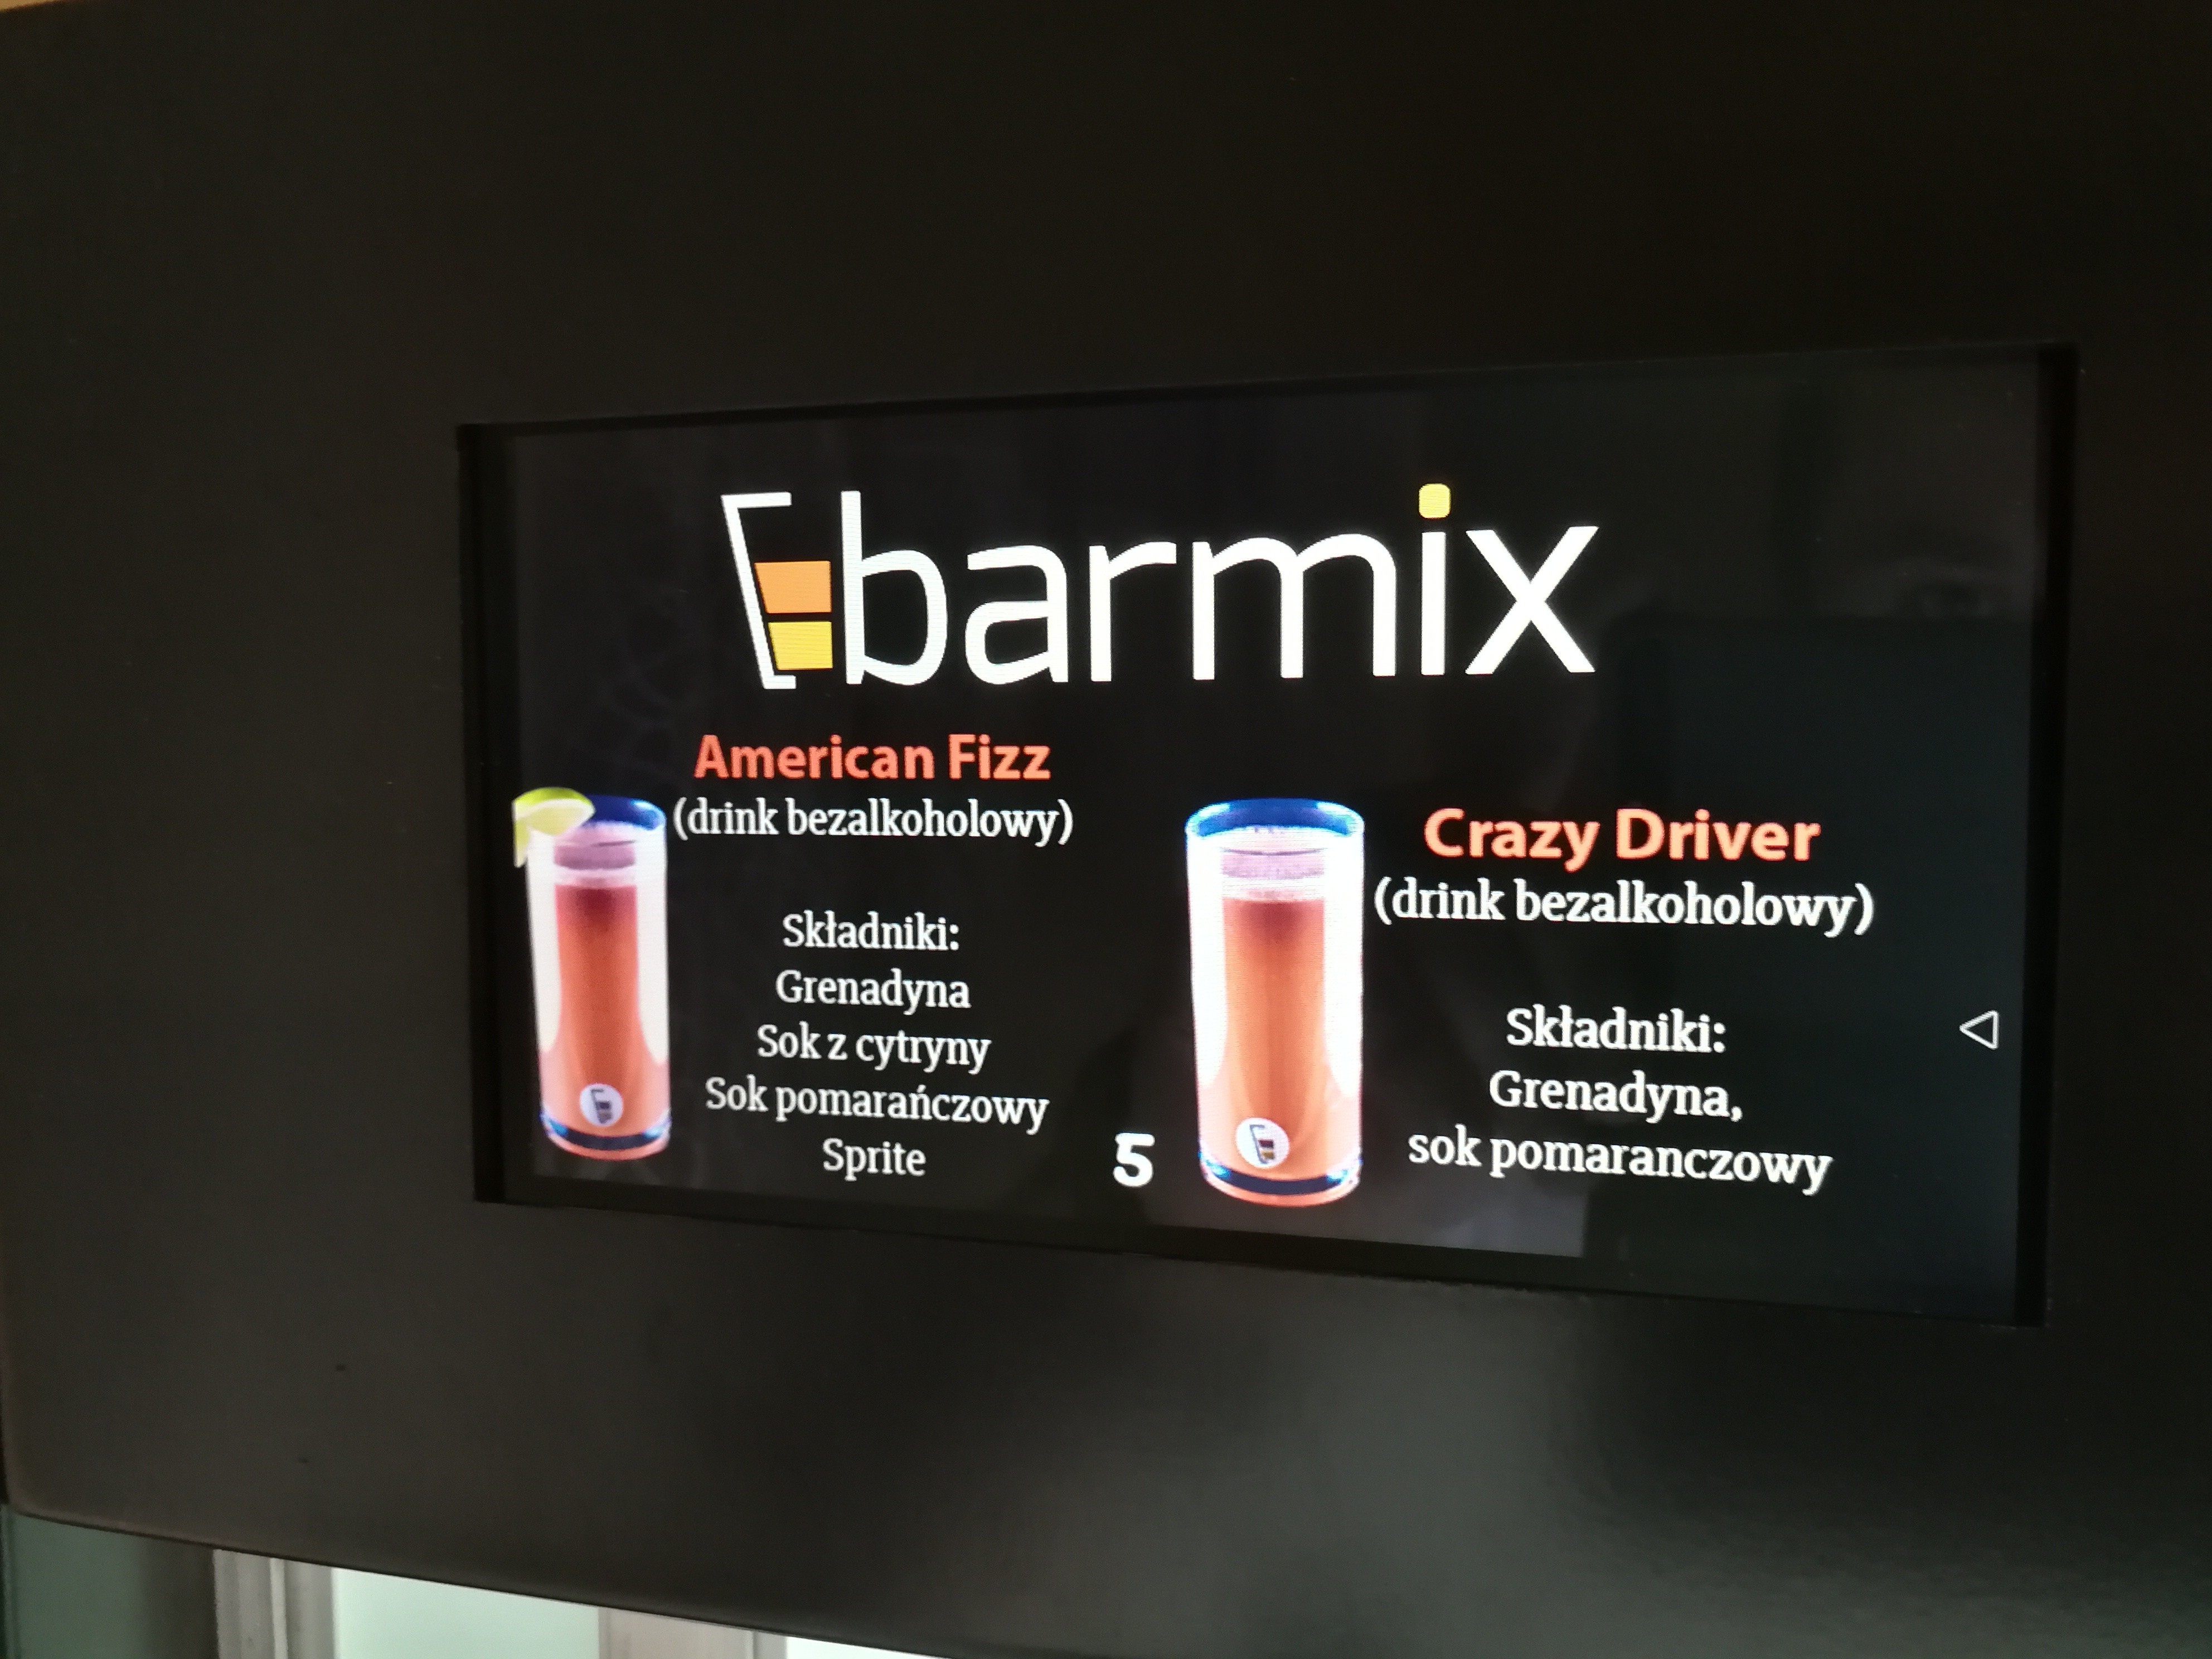 barmix
American Fizz
(drink bezalkoholowy)
Składniki:
Grenadyna
Sok z cytryny
Sok pomarańczowy
Sprite
5
Crazy Driver
(drink bezalkoholowy)
Składniki:
Grenadyna,
sok pomaranczowy